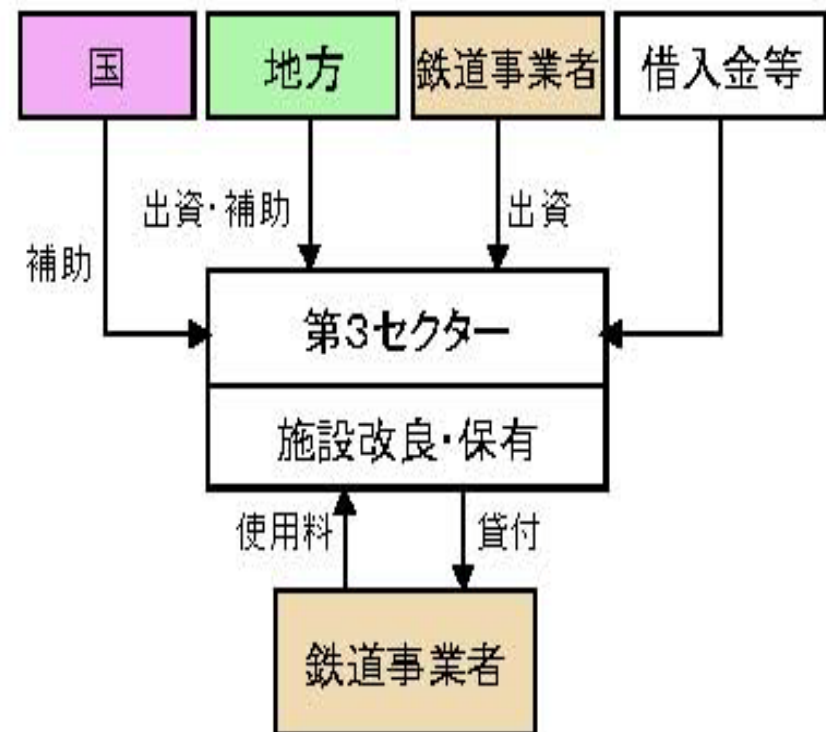 国
地方
鉄道事業者
借入金等
出資・補助
出資
補助
第3セクター
施設改良・保有
使用料
貸付
鉄道事業者